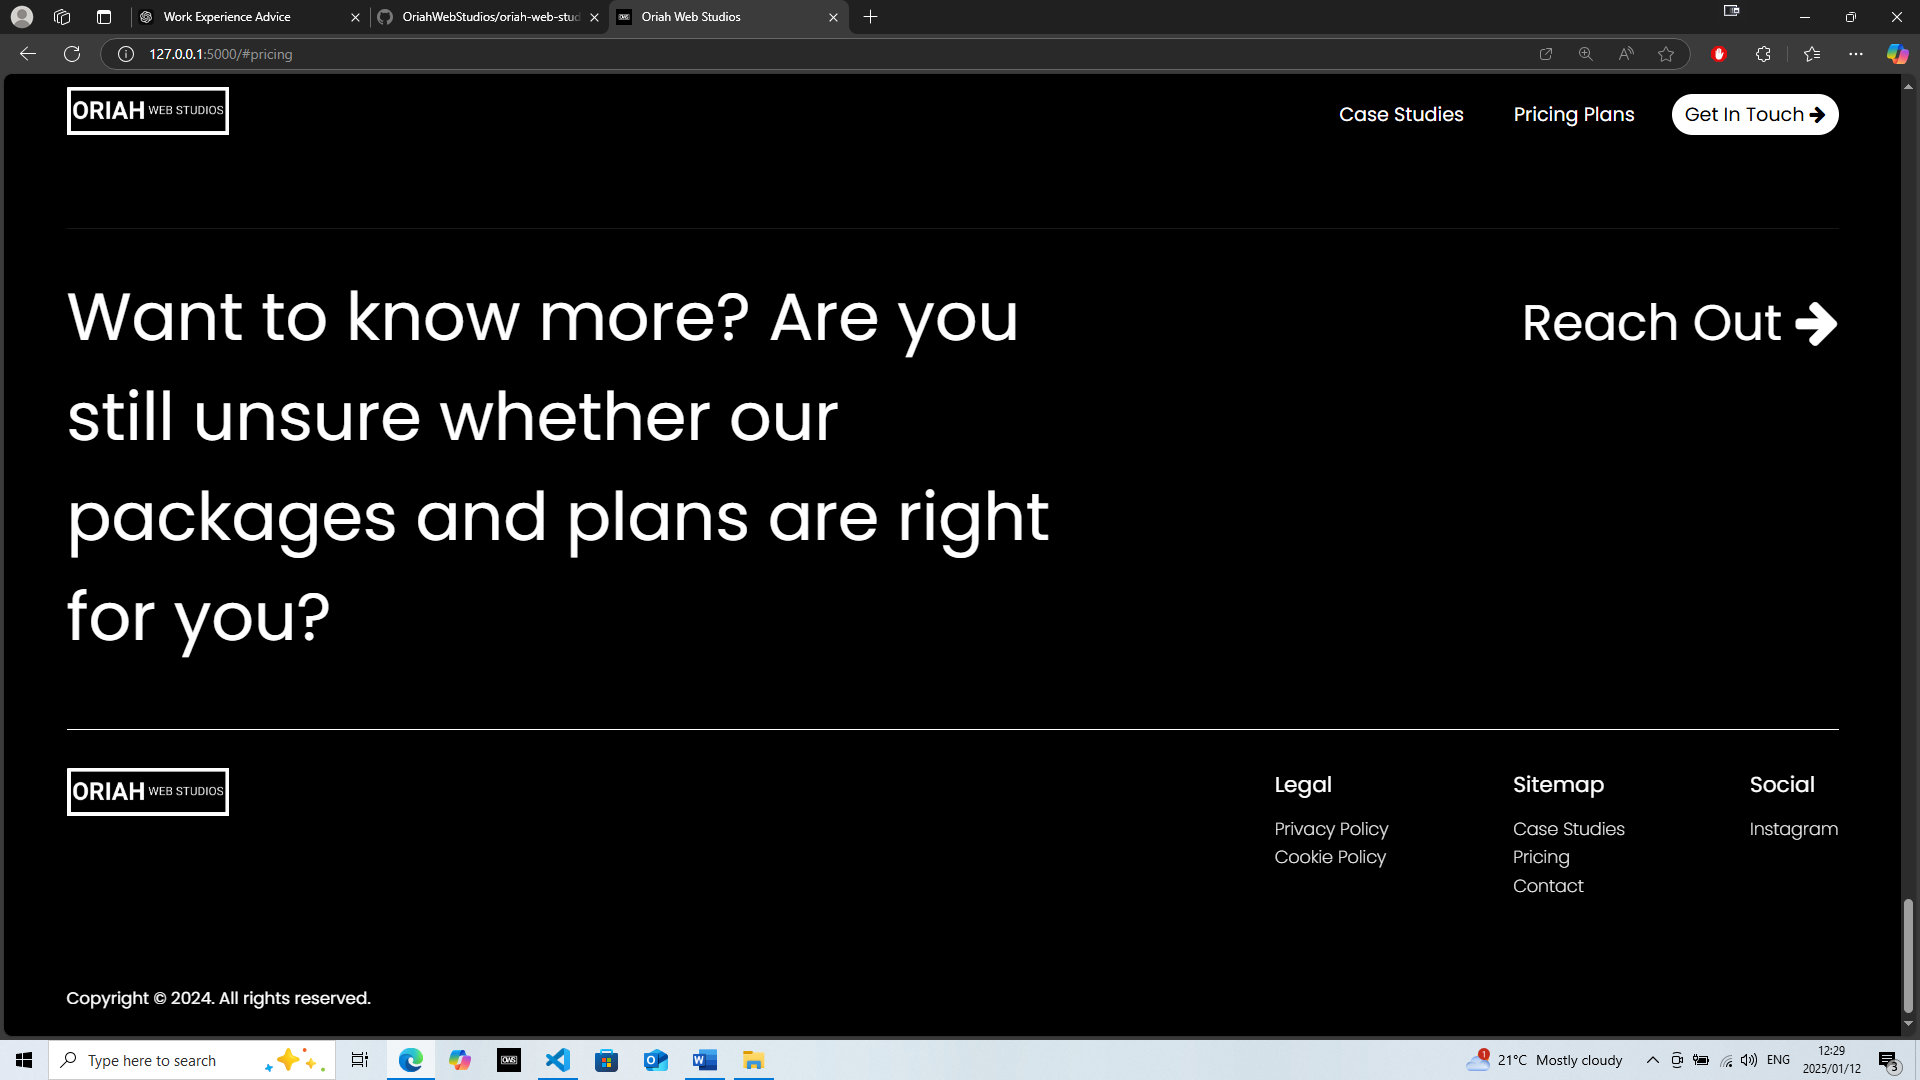 Work Experience Advice
OriahWebStudios/oriah-web-stud
Oriah Web Studios
127.0.0.1:5000/#pricing
ORIAH WEB STUDIOS
Case Studies
Pricing Plans
Get In Touch
Want to know more? Are you
still unsure whether our
packages and plans are right
for you?
Reach Out
ORIAH WEB STUDIOS
Legal
Privacy Policy
Cookie Policy
Sitemap
Case Studies
Pricing
Contact
Social
Instagram
Copyright © 2024. All rights reserved.
Type here to search
OWS
1
21°C Mostly cloudy
ENG
12:29
2025/01/12
3